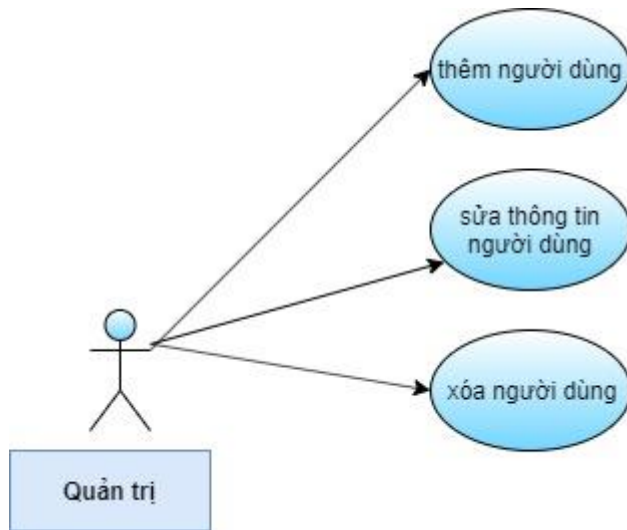 thêm người dùng
sửa thông tin
người dùng
xóa người dùng
Quản trị